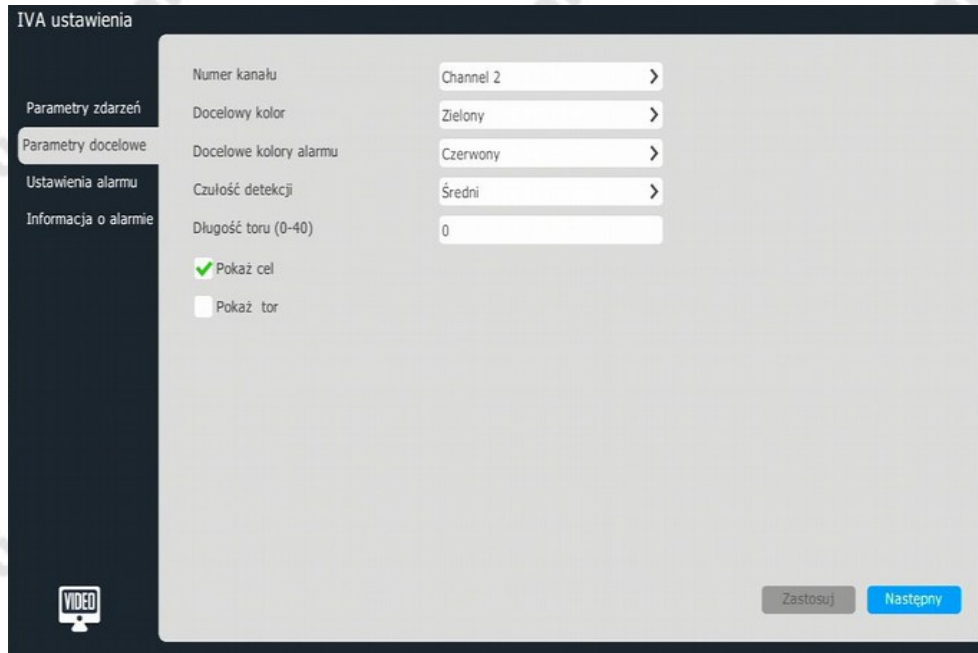 IVA ustawienia
Parametry zdarzeń
Parametry docelowe
Ustawienia alarmu
Informacja o alarmie
Numer kanału
Channel 2
Docelowy kolor
Zielony
Docelowe kolory alarmu
Czerwony
Czułość detekcji
Średni
Długość toru (0-40)
0
Pokaż cel
Pokaż tor
VIDEO
Zastosuj
Następny